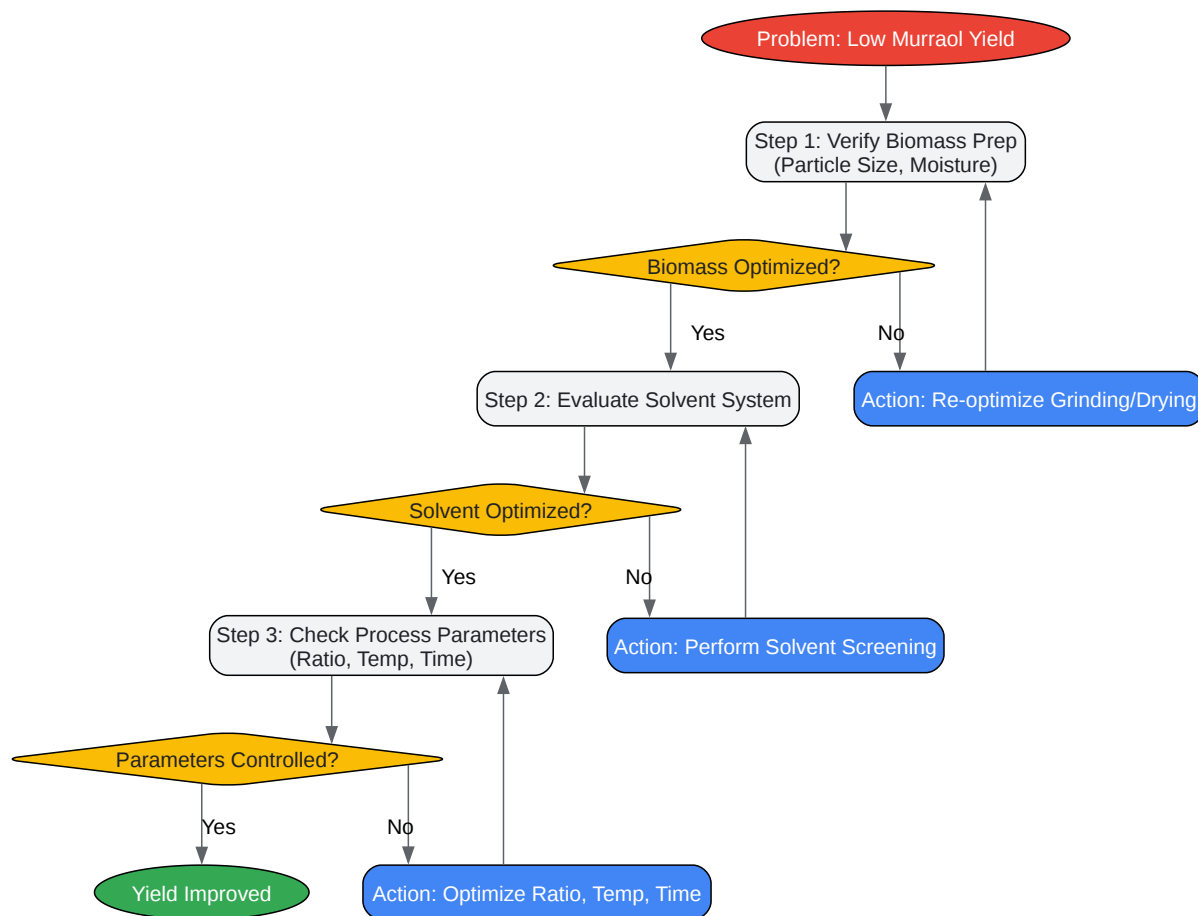 Problem: Low Murraol Yield
Step 1: Verify Biomass Prep
(Particle Size, Moisture)
Biomass Optimized?
Yes
No
Step 2: Evaluate Solvent System
Action: Re-optimize Grinding/Drying
Solvent Optimized?
Yes
No
Step 3: Check Process Parameters
(Ratio, Temp, Time)
Action: Perform Solvent Screening
Parameters Controlled?
Yes
No
Yield Improved
Action: Optimize Ratio, Temp, Time